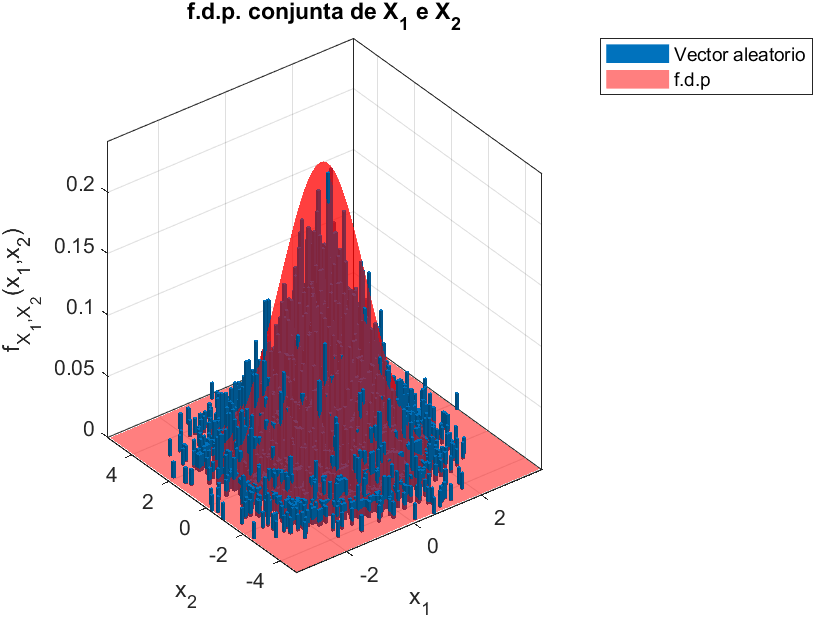 f.d.p. conjunta de X1 e X2
Vector aleatorio
f.d.p
fX1,X2(x1,x2)
0.2
0.15
0.1
0.05
0
4
2
0
-2
-4
x2
-2
0
2
x1